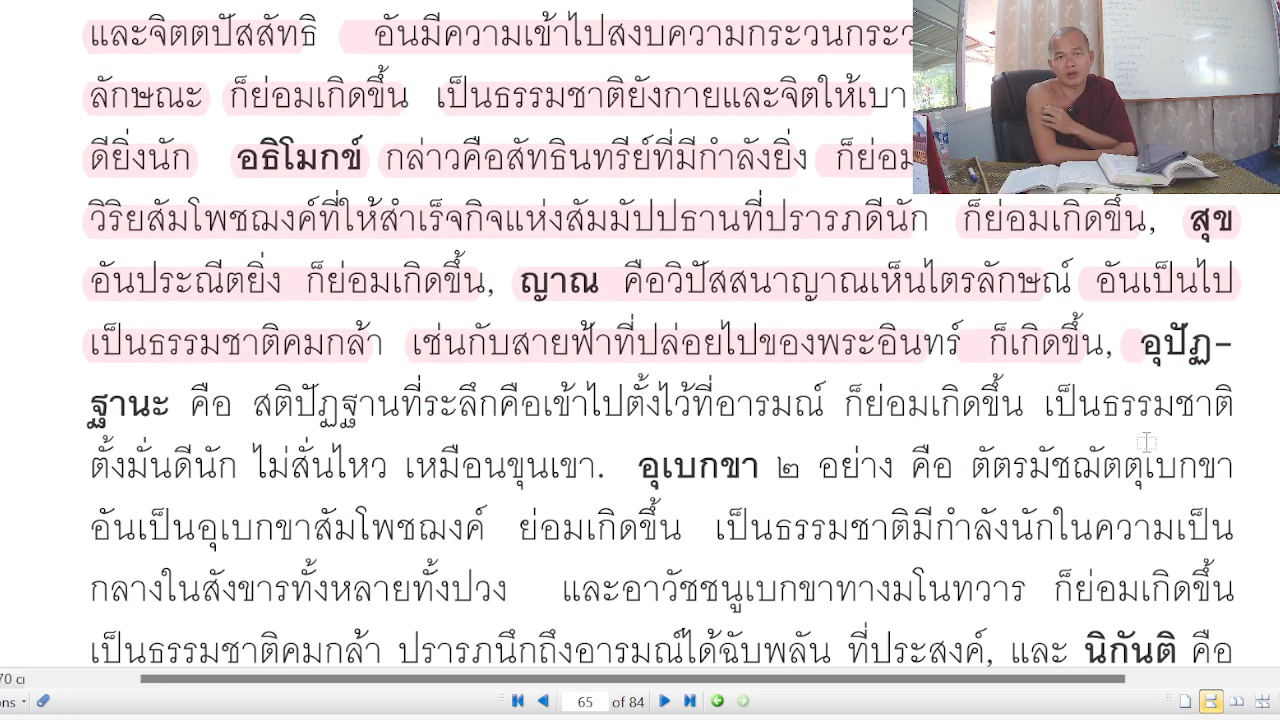 และจิตตปัสสัทธิ อันมีความเข้าไปสงบความกระวนกระว
ลักษณะ ก็ย่อมเกิดขึ้น เป็นธรรมชาติยังกายและจิตให้เบา
ดียิ่งนัก อธิโมกข์ กล่าวคือสัทธินทรีย์ที่มีกำลังยิ่ง ก็ย่อม
วิริยสัมโพชฌงค์ที่ให้สำเร็จกิจแห่งสัมมัปปธานที่ปรารภดีนัก ก็ย่อมเกิดขึ้น, สุข
อันประณีตยิ่ง ก็ย่อมเกิดขึ้น, ญาณ คือวิปัสสนาญาณเห็นไตรลักษณ์ อันเป็นไป
เป็นธรรมชาติคมกล้า เช่นกับสายฟ้าที่ปล่อยไปของพระอินทร์ ก็เกิดขึ้น, อุปัฏ-
ฐานะ คือ สติปัฏฐานที่ระลึกคือเข้าไปตั้งไว้ที่อารมณ์ ก็ย่อมเกิดขึ้น เป็นธรรมชาติ
ตั้งมั่นดีนัก ไม่สั่นไหว เหมือนขุนเขา. อุเบกขา ๒ อย่าง คือ ตัตรมัชฌัตตุเบกขา
อันเป็นอุเบกขาสัมโพชฌงค์ ย่อมเกิดขึ้น เป็นธรรมชาติมีกำลังนักในความเป็น
กลางในสังขารทั้งหลายทั้งปวง และอาวัชชนูเบกขาทางมโนทวาร ก็ย่อมเกิดขึ้น
เป็นธรรมชาติคมกล้า ปรารภนึกถึงอารมณ์ได้ฉับพลัน ที่ประสงค์, และ นิกันติ คือ
65 of 84